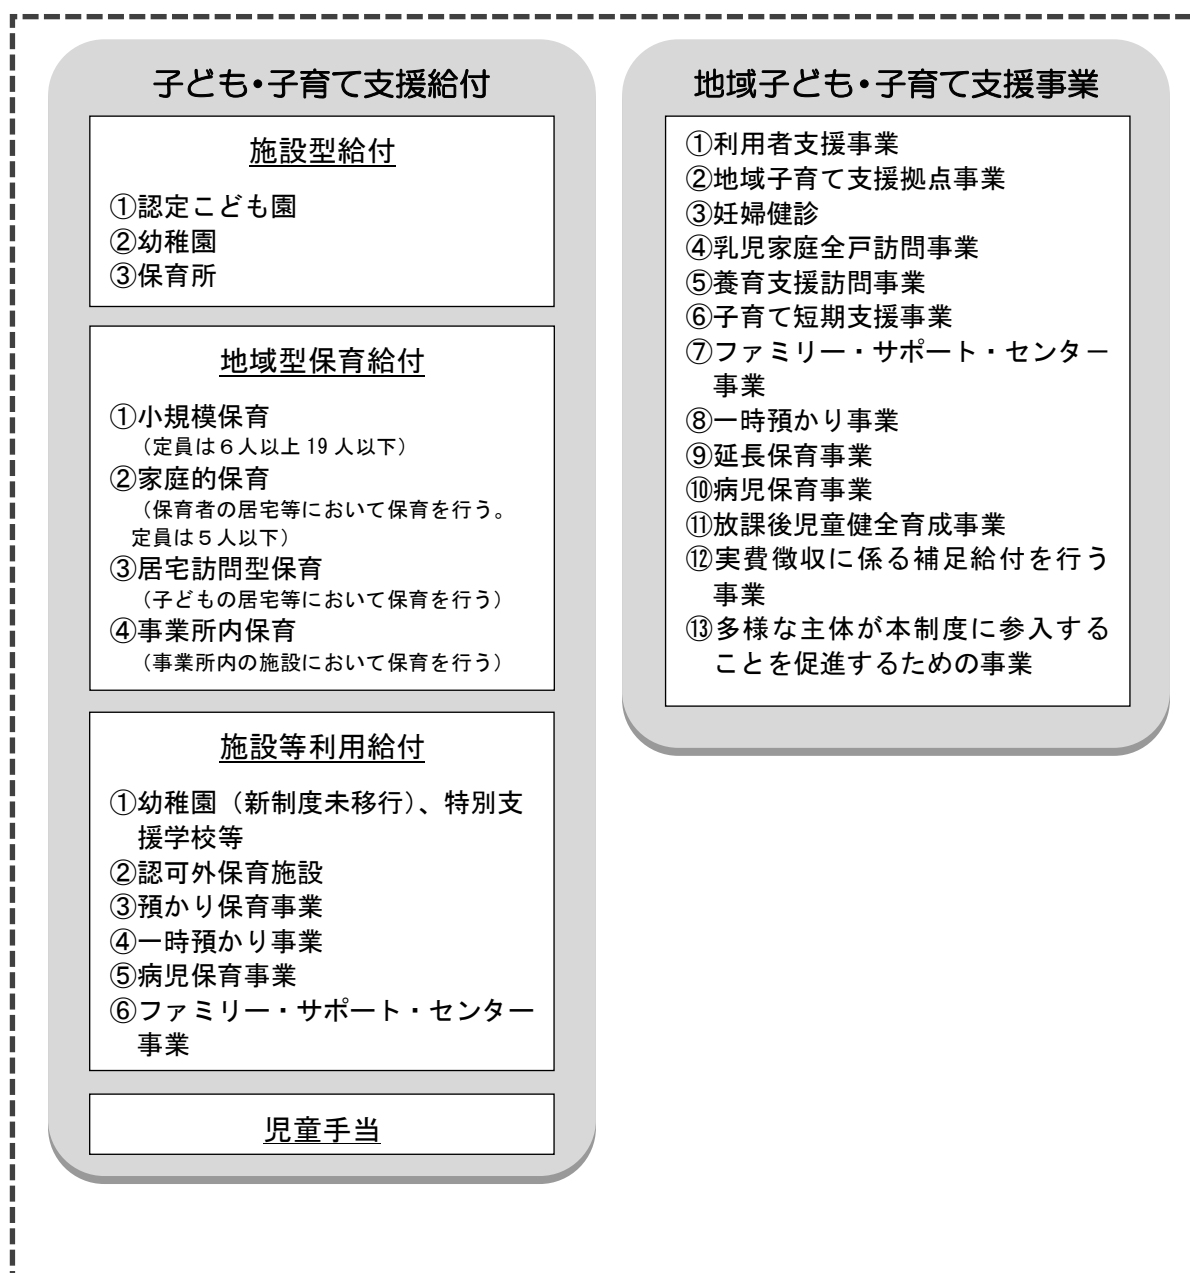 子ども・子育て支援給付
施設型給付
①認定こども園
②幼稚園
③保育所
地域型保育給付
①小規模保育
（定員は６人以上 19 人以下）
②家庭的保育
（保育者の居宅等において保育を行う。
定員は５人以下）
③居宅訪問型保育
（子どもの居宅等において保育を行う）
④事業所内保育
（事業所内の施設において保育を行う）
施設等利用給付
①幼稚園（新制度未移行）、特別支
援学校等
②認可外保育施設
③預かり保育事業
④一時預かり事業
⑤病児保育事業
⑥ファミリー・サポート・センター
事業
児童手当
地域子ども・子育て支援事業
①利用者支援事業
②地域子育て支援拠点事業
③妊婦健診
④乳児家庭全戸訪問事業
⑤養育支援訪問事業
⑥子育て短期支援事業
⑦ファミリー・サポート・センター
事業
⑧一時預かり事業
⑨延長保育事業
⑩病児保育事業
⑪放課後児童健全育成事業
⑫実費徴収に係る補足給付を行う
事業
⑬多様な主体が本制度に参入する
ことを促進するための事業